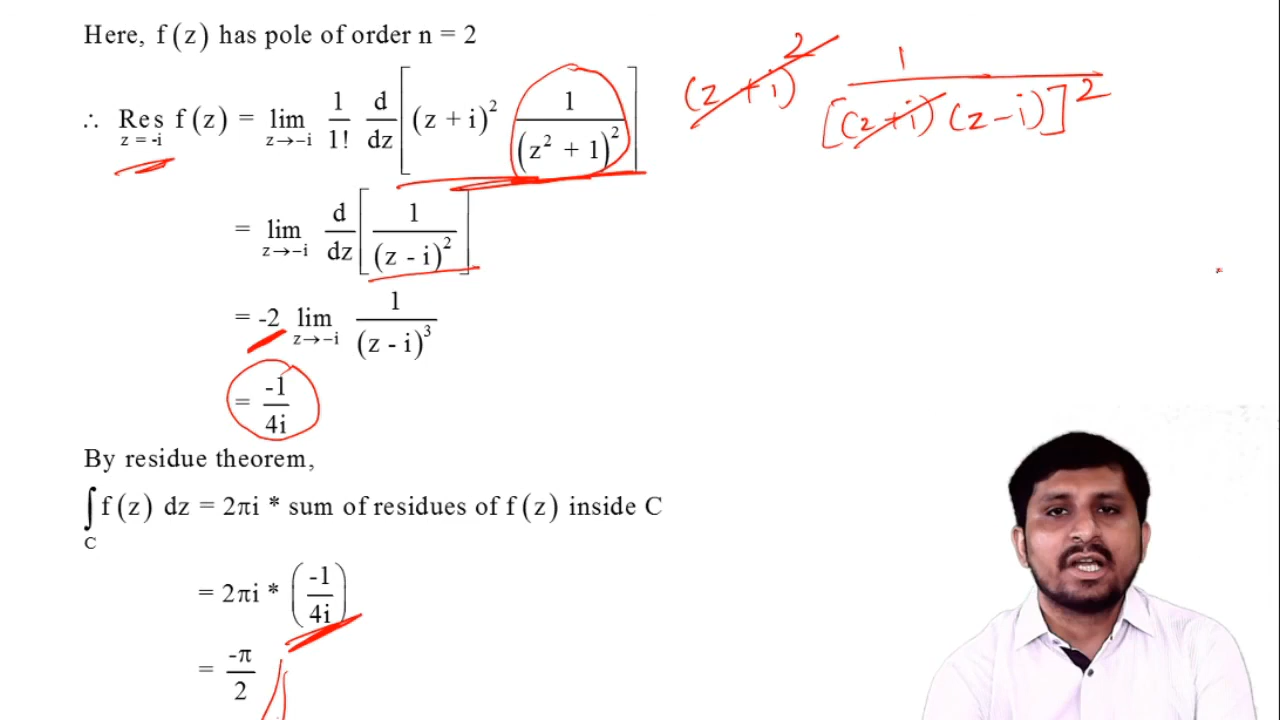 Here, f(z) has pole of order n = 2
∴ Res f(z) = lim 1/1! d/dz [(z + i)² 1/(z² + 1)²]
z = -i z→−i
= lim d/dz [1/(z - i)²]
z→−i
= -2 lim 1/(z - i)³
z→−i
= -1/4i
By residue theorem,
∫ f(z) dz = 2πi * sum of residues of f(z) inside C
C
= 2πi * (-1/4i)
= -π/2
(z + i)² 1/[(z+i)(z-i)]²